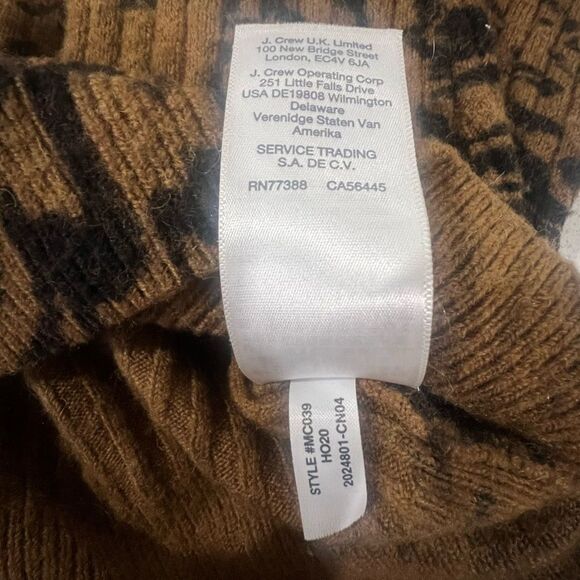 J. Crew U.K. Limited
100 New Bridge Street
London, EC4V 6JA
J. Crew Operating Corp
251 Little Falls Drive
USA DE19808 Wilmington
Delaware
Verenidge Staten Van
Amerika
SERVICE TRADING
S.A. DE C.V.
RN77388 CA56445
STYLE #MC039
HO20
2024801-CN04